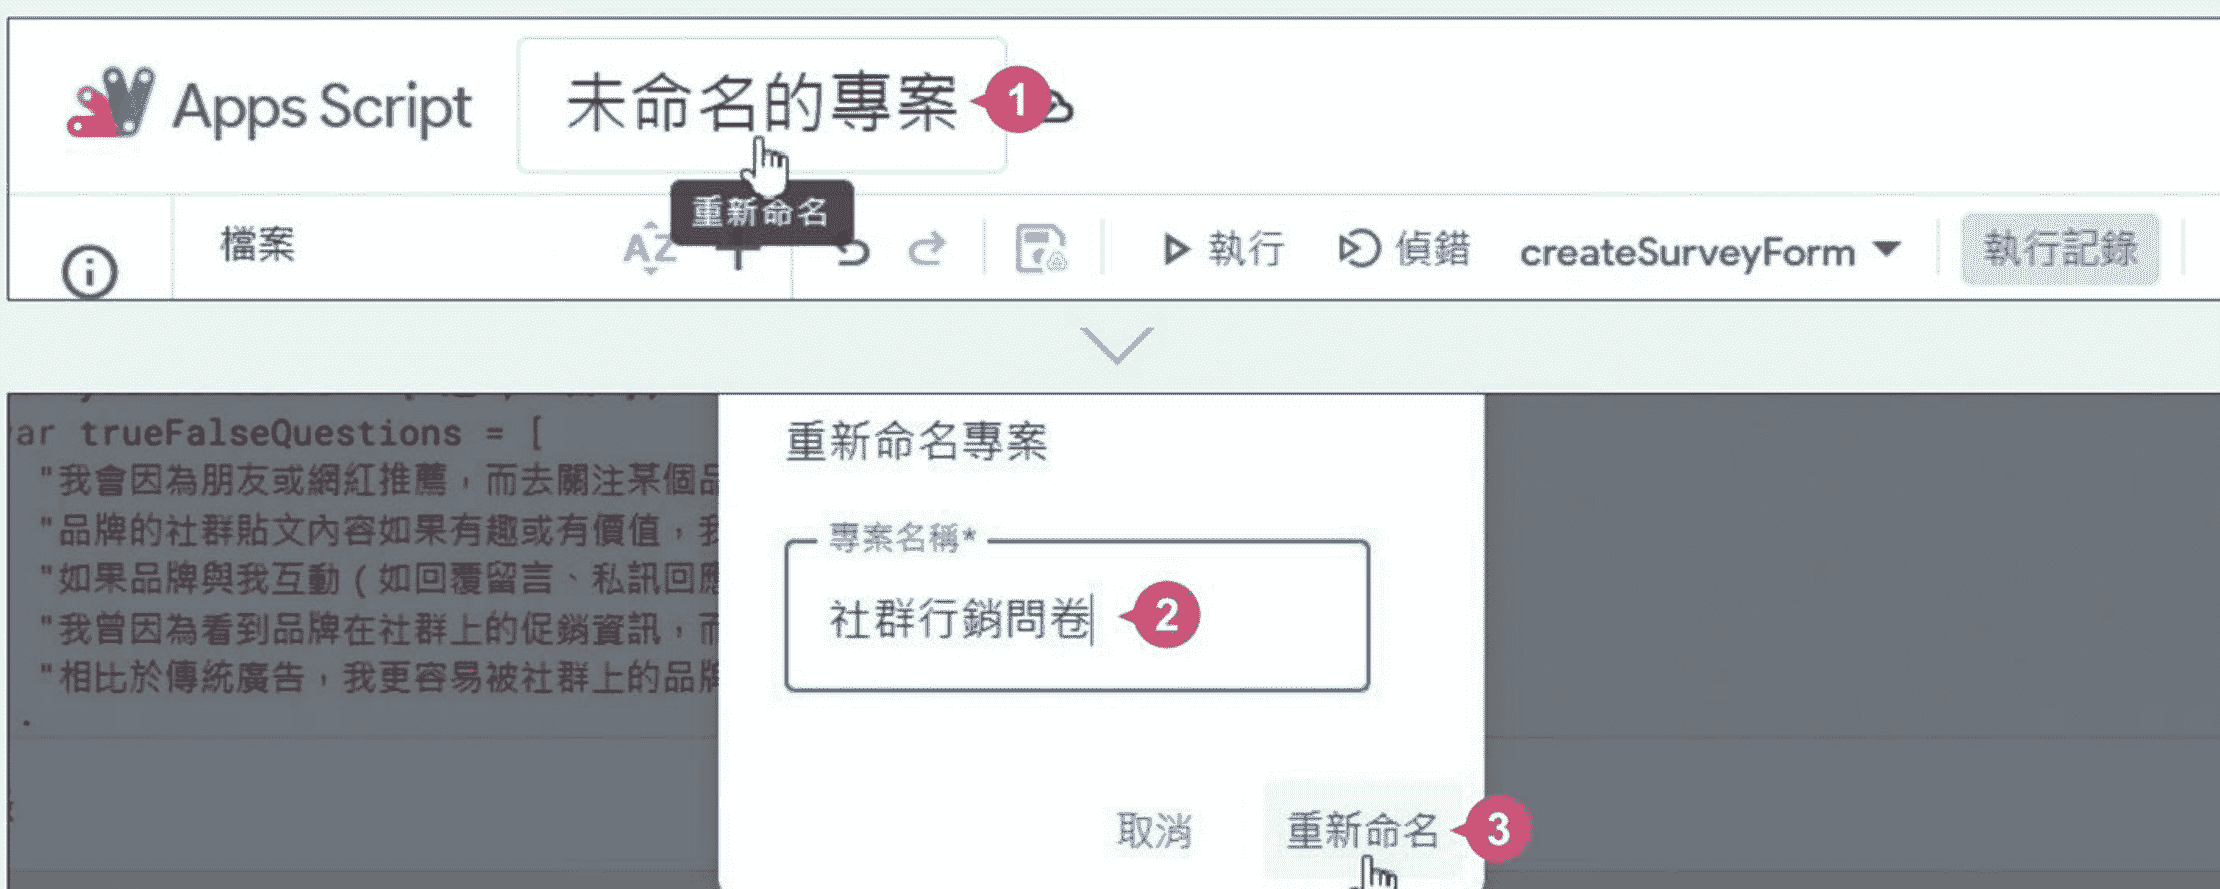 Apps Script 未命名的專案 1
重新命名
檔案 AZ 執行 偵錯 createSurveyForm 執行記錄
var trueFalseQuestions = [
"我會因為朋友或網紅推薦，而去關注某個品
"品牌的社群貼文內容如果有趣或有價值，我
"如果品牌與我互動（如回覆留言、私訊回應
"我曾因為看到品牌在社群上的促銷資訊，而
"相比於傳統廣告，我更容易被社群上的品牌
重新命名專案
專案名稱*
社群行銷問卷 2
取消 重新命名 3